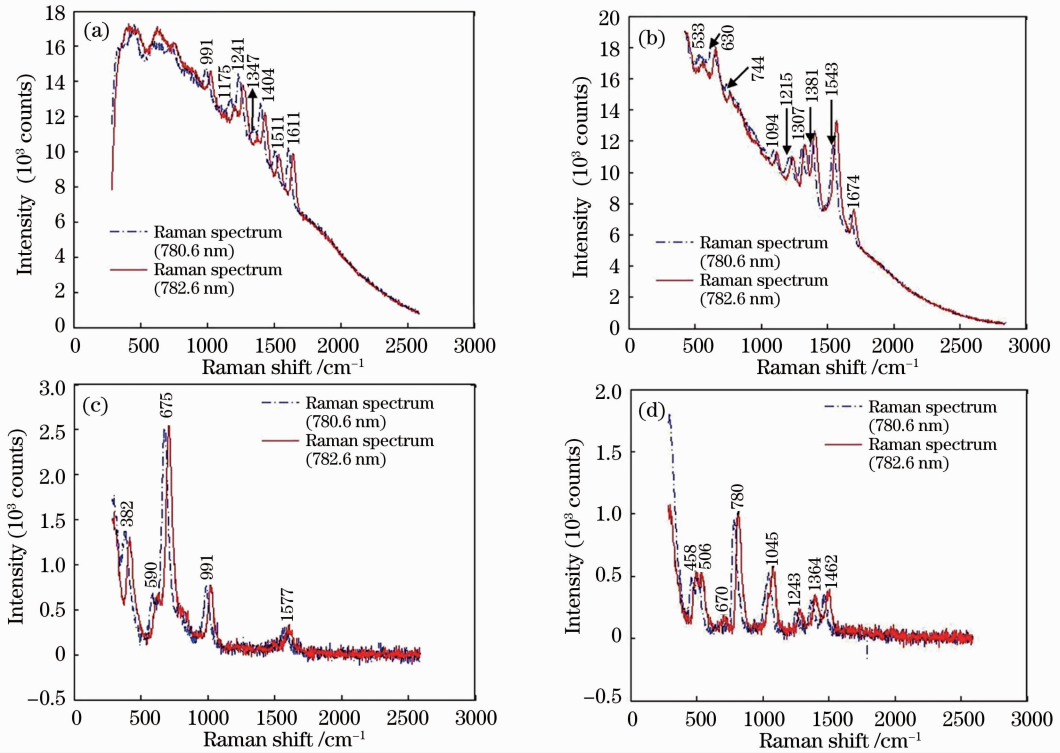 (a)
18
16
14
12
10
8
6
4
2
0
Intensity (10³ counts)
991
1175
1241
1347
1404
1511
1611
Raman spectrum
(780.6 nm)
Raman spectrum
(782.6 nm)
0 500 1000 1500 2000 2500 3000
Raman shift /cm⁻¹
(b)
20
18
16
14
12
10
8
6
4
2
0
Intensity (10³ counts)
533
630
744
1094
1215
1307
1381
1543
1674
Raman spectrum
(780.6 nm)
Raman spectrum
(782.6 nm)
0 500 1000 1500 2000 2500 3000
Raman shift /cm⁻¹
(c)
3.0
2.5
2.0
1.5
1.0
0.5
0
−0.5
Intensity (10³ counts)
382
590
675
991
1577
Raman spectrum
(780.6 nm)
Raman spectrum
(782.6 nm)
0 500 1000 1500 2000 2500 3000
Raman shift /cm⁻¹
(d)
2.0
1.5
1.0
0.5
0
−0.5
Intensity (10³ counts)
458
506
670
780
1045
1243
1364
1462
Raman spectrum
(780.6 nm)
Raman spectrum
(782.6 nm)
0 500 1000 1500 2000 2500 3000
Raman shift /cm⁻¹